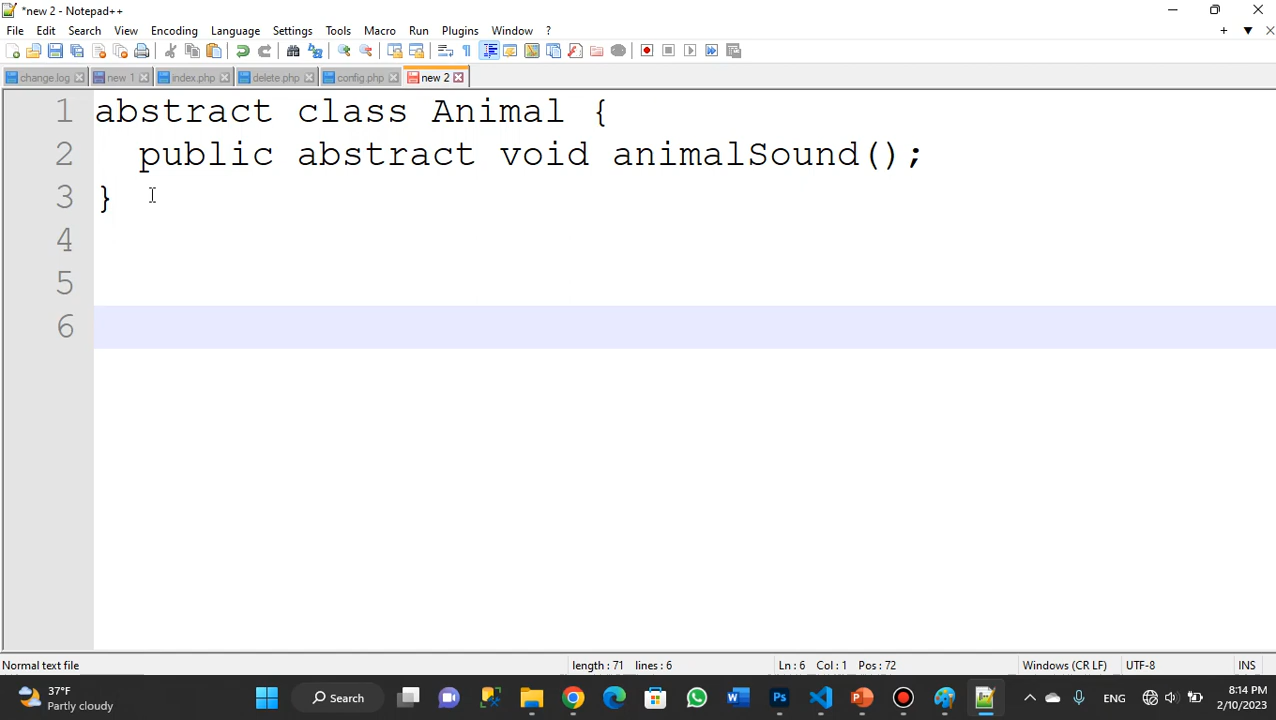 *new 2 - Notepad++
File Edit Search View Encoding Language Settings Tools Macro Run Plugins Window ?
change.log new 1 index.php delete.php config.php new 2
1 abstract class Animal {
2 public abstract void animalSound();
3 }
4
5
6
Normal text file length : 71 lines : 6 Ln : 6 Col : 1 Pos : 72 Windows (CR LF) UTF-8 INS
37°F
Partly cloudy
Search
ENG
8:14 PM
2/10/2023